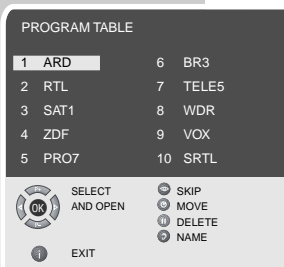 PROGRAM TABLE
1 ARD 6 BR3
2 RTL 7 TELE5
3 SAT1 8 WDR
4 ZDF 9 VOX
5 PRO7 10 SRTL
SELECT SKIP
OK AND OPEN MOVE
DELETE
NAME
i EXIT